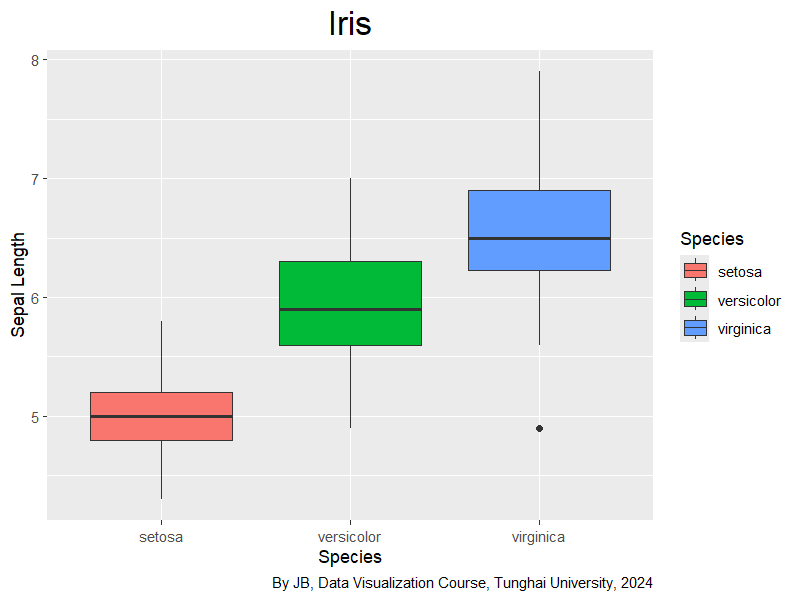 Iris
8
7
6
5
Sepal Length
setosa
versicolor
virginica
Species
Species
setosa
versicolor
virginica
By JB, Data Visualization Course, Tunghai University, 2024